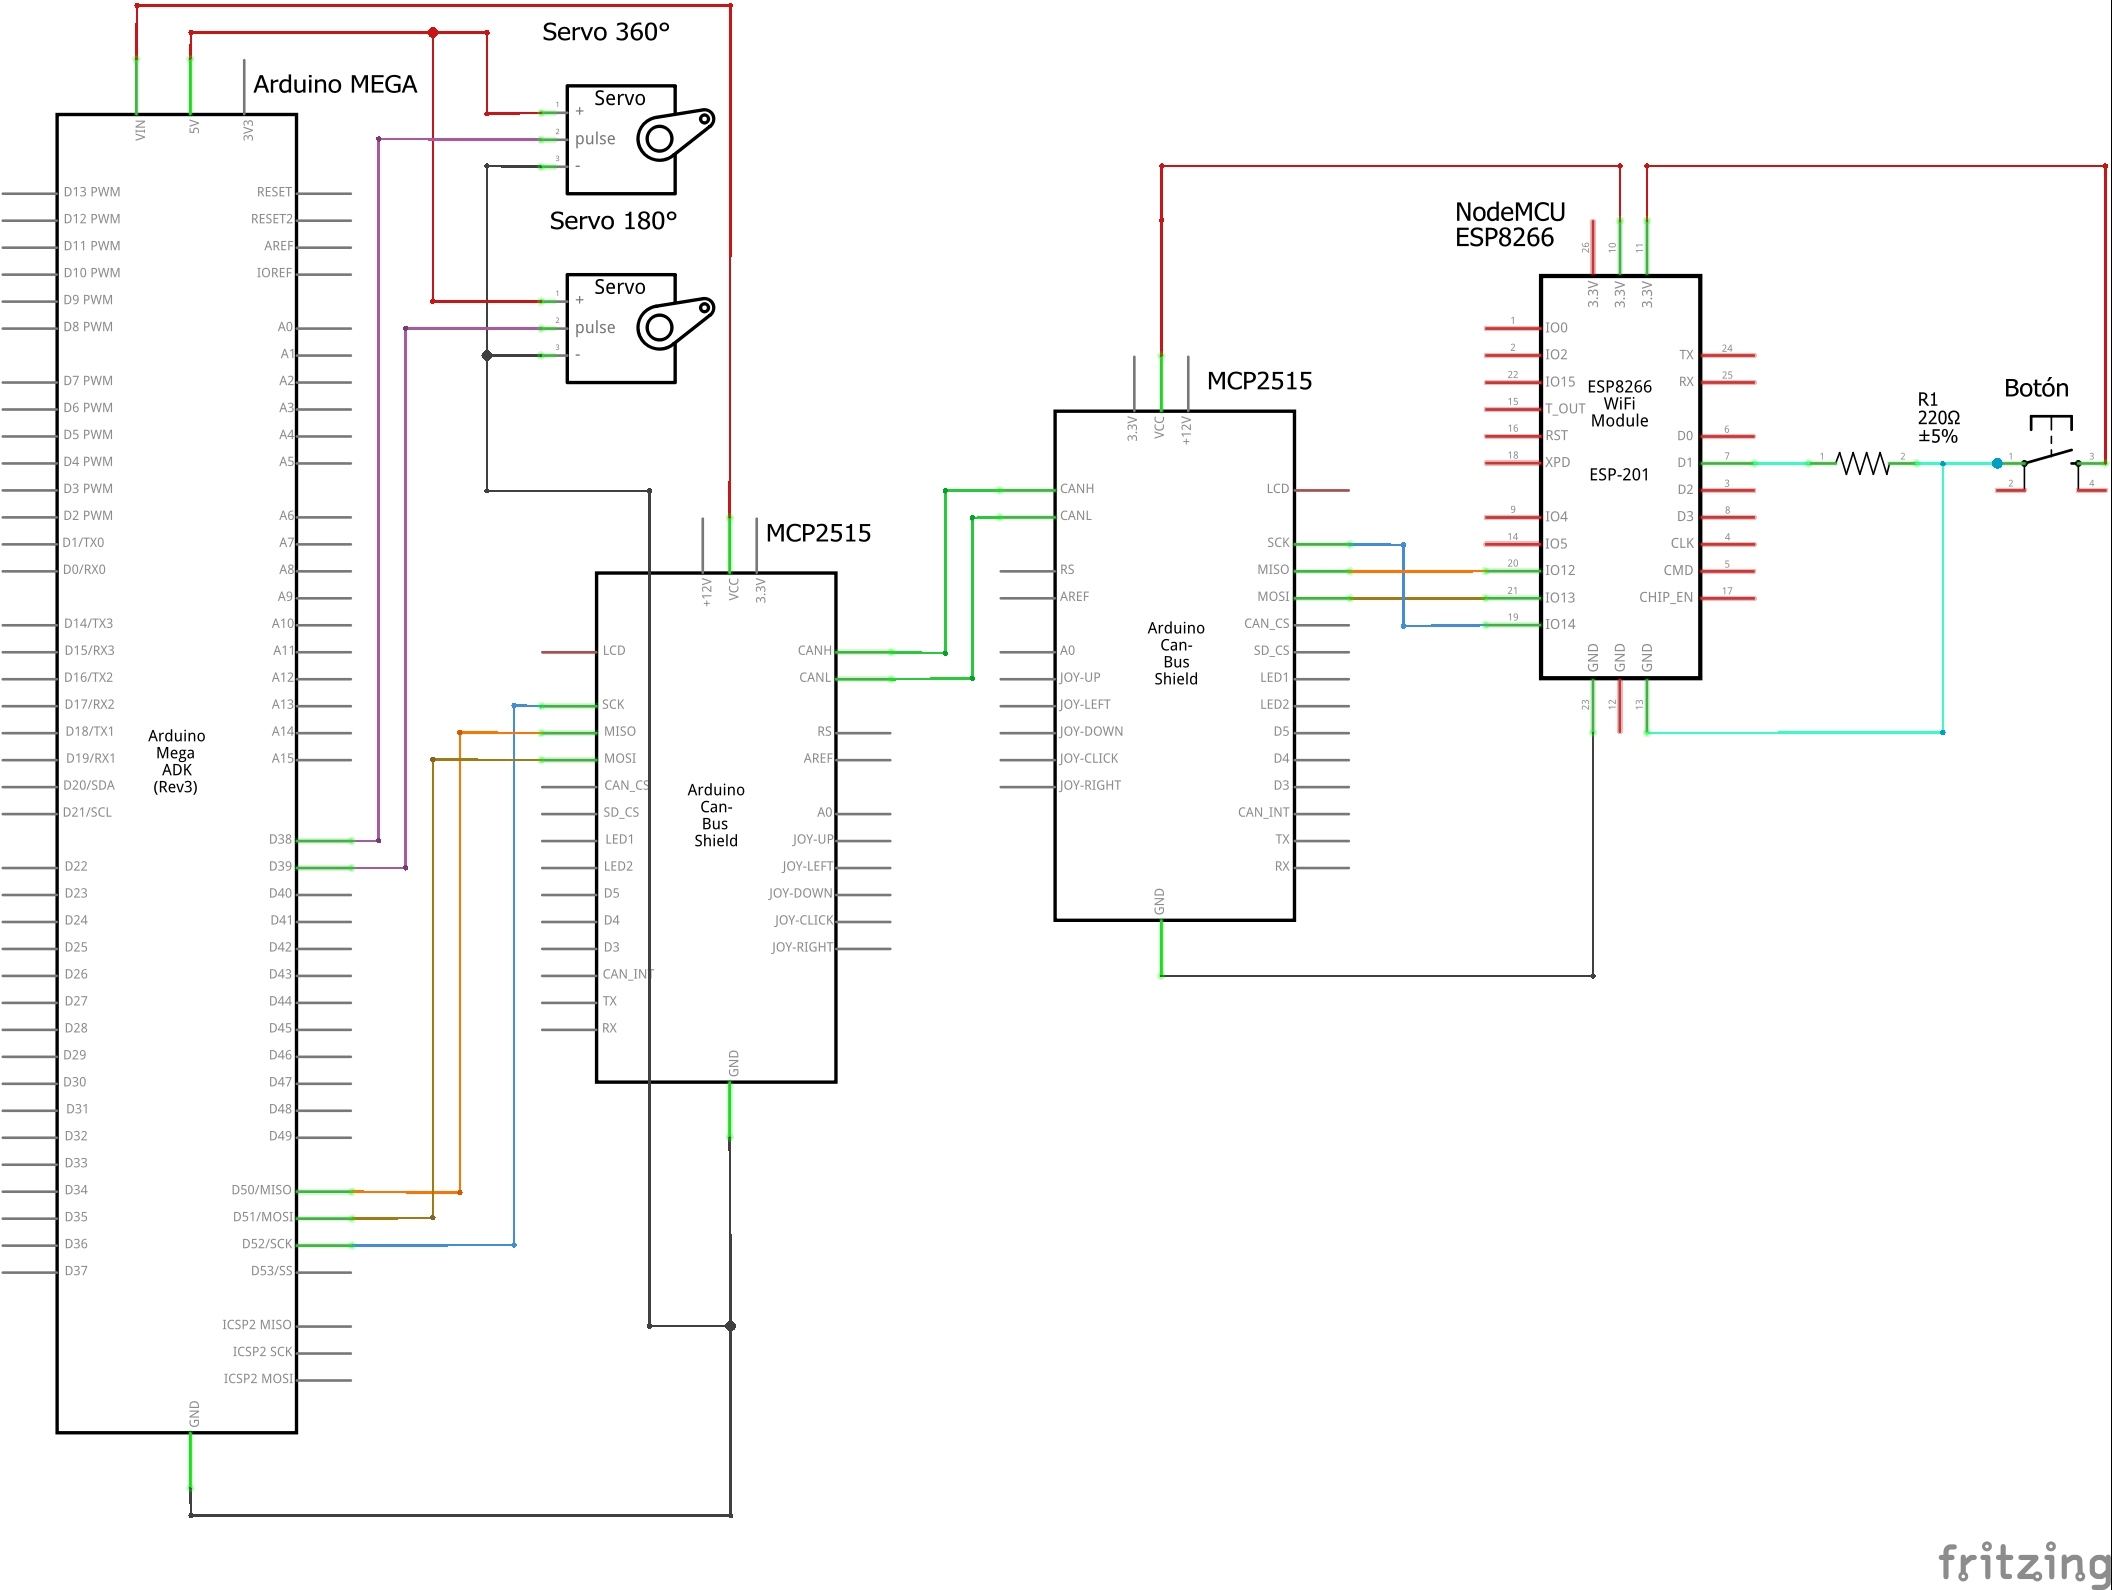 Servo 360°
Arduino MEGA
VIN
5V
3V3
D13 PWM
D12 PWM
D11 PWM
D10 PWM
D9 PWM
D8 PWM
D7 PWM
D6 PWM
D5 PWM
D4 PWM
D3 PWM
D2 PWM
D1/TX0
D0/RX0
D14/TX3
D15/RX3
D16/TX2
D17/RX2
D18/TX1
D19/RX1
D20/SDA
D21/SCL
D22
D23
D24
D25
D26
D27
D28
D29
D30
D31
D32
D33
D34
D35
D36
D37
Arduino
Mega
ADK
(Rev3)
RESET
RESET2
AREF
IOREF
A0
A1
A2
A3
A4
A5
A6
A7
A8
A9
A10
A11
A12
A13
A14
A15
D38
D39
D40
D41
D42
D43
D44
D45
D46
D47
D48
D49
D50/MISO
D51/MOSI
D52/SCK
D53/SS
ICSP2 MISO
ICSP2 SCK
ICSP2 MOSI
GND
Servo
1 +
2 pulse
3 -
Servo 180°
Servo
1 +
2 pulse
3 -
MCP2515
+12V
VCC
3.3V
LCD
SCK
MISO
MOSI
CAN_CS
SD_CS
LED1
LED2
D5
D4
D3
CAN_INT
TX
RX
Arduino
Can-
Bus
Shield
CANH
CANL
RS
AREF
A0
JOY-UP
JOY-LEFT
JOY-DOWN
JOY-CLICK
JOY-RIGHT
GND
MCP2515
3.3V
VCC
+12V
CANH
CANL
RS
AREF
A0
JOY-UP
JOY-LEFT
JOY-DOWN
JOY-CLICK
JOY-RIGHT
Arduino
Can-
Bus
Shield
LCD
SCK
MISO
MOSI
CAN_CS
SD_CS
LED1
LED2
D5
D4
D3
CAN_INT
TX
RX
GND
NodeMCU
ESP8266
26 3.3V
10 3.3V
11 3.3V
1 IO0
2 IO2
22 IO15
15 T_OUT
16 RST
18 XPD
9 IO4
14 IO5
20 IO12
21 IO13
19 IO14
ESP8266
WiFi
Module
ESP-201
TX 24
RX 25
D0 6
D1 7
D2 3
D3 8
CLK 4
CMD 5
CHIP_EN 17
GND 23
GND 12
GND 13
R1
220Ω
±5%
1 2
Botón
1 3
2 4
fritzing